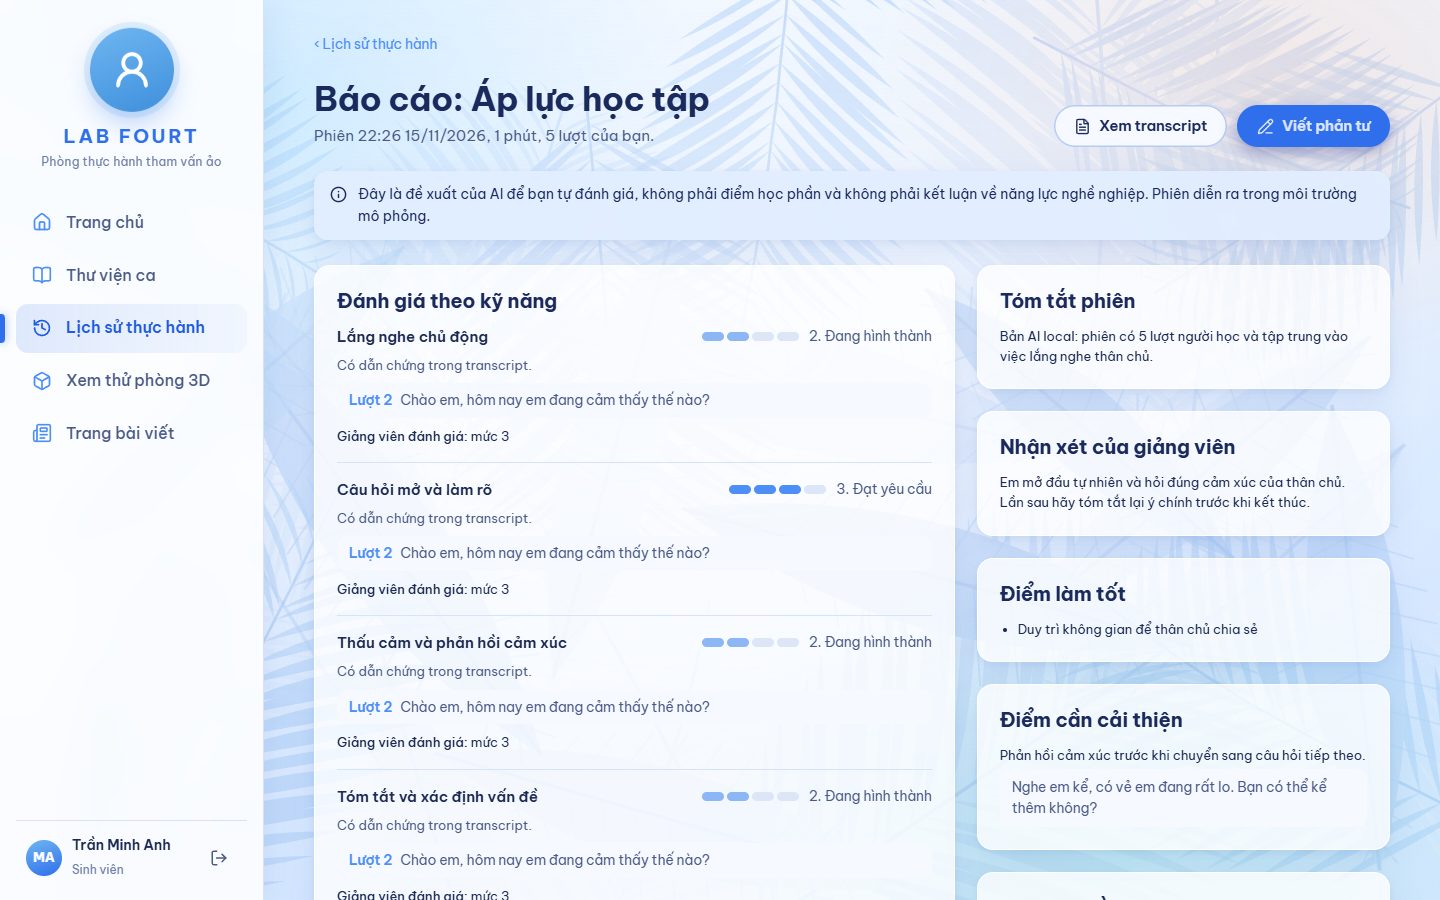 LAB FOURT
Phòng thực hành tham vấn ảo
Trang chủ
Thư viện ca
Lịch sử thực hành
Xem thử phòng 3D
Trang bài viết
MA
Trần Minh Anh
Sinh viên
‹ Lịch sử thực hành
Báo cáo: Áp lực học tập
Phiên 22:26 15/11/2026, 1 phút, 5 lượt của bạn.
Xem transcript
Viết phản tư
Đây là đề xuất của AI để bạn tự đánh giá, không phải điểm học phần và không phải kết luận về năng lực nghề nghiệp. Phiên diễn ra trong môi trường
mô phỏng.
Đánh giá theo kỹ năng
Lắng nghe chủ động
2. Đang hình thành
Có dẫn chứng trong transcript.
Lượt 2 Chào em, hôm nay em đang cảm thấy thế nào?
Giảng viên đánh giá: mức 3
Câu hỏi mở và làm rõ
3. Đạt yêu cầu
Có dẫn chứng trong transcript.
Lượt 2 Chào em, hôm nay em đang cảm thấy thế nào?
Giảng viên đánh giá: mức 3
Thấu cảm và phản hồi cảm xúc
2. Đang hình thành
Có dẫn chứng trong transcript.
Lượt 2 Chào em, hôm nay em đang cảm thấy thế nào?
Giảng viên đánh giá: mức 3
Tóm tắt và xác định vấn đề
2. Đang hình thành
Có dẫn chứng trong transcript.
Lượt 2 Chào em, hôm nay em đang cảm thấy thế nào?
Giảng viên đánh giá: mức 3
Tóm tắt phiên
Bản AI local: phiên có 5 lượt người học và tập trung vào
việc lắng nghe thân chủ.
Nhận xét của giảng viên
Em mở đầu tự nhiên và hỏi đúng cảm xúc của thân chủ.
Lần sau hãy tóm tắt lại ý chính trước khi kết thúc.
Điểm làm tốt
• Duy trì không gian để thân chủ chia sẻ
Điểm cần cải thiện
Phản hồi cảm xúc trước khi chuyển sang câu hỏi tiếp theo.
Nghe em kể, có vẻ em đang rất lo. Bạn có thể kể
thêm không?